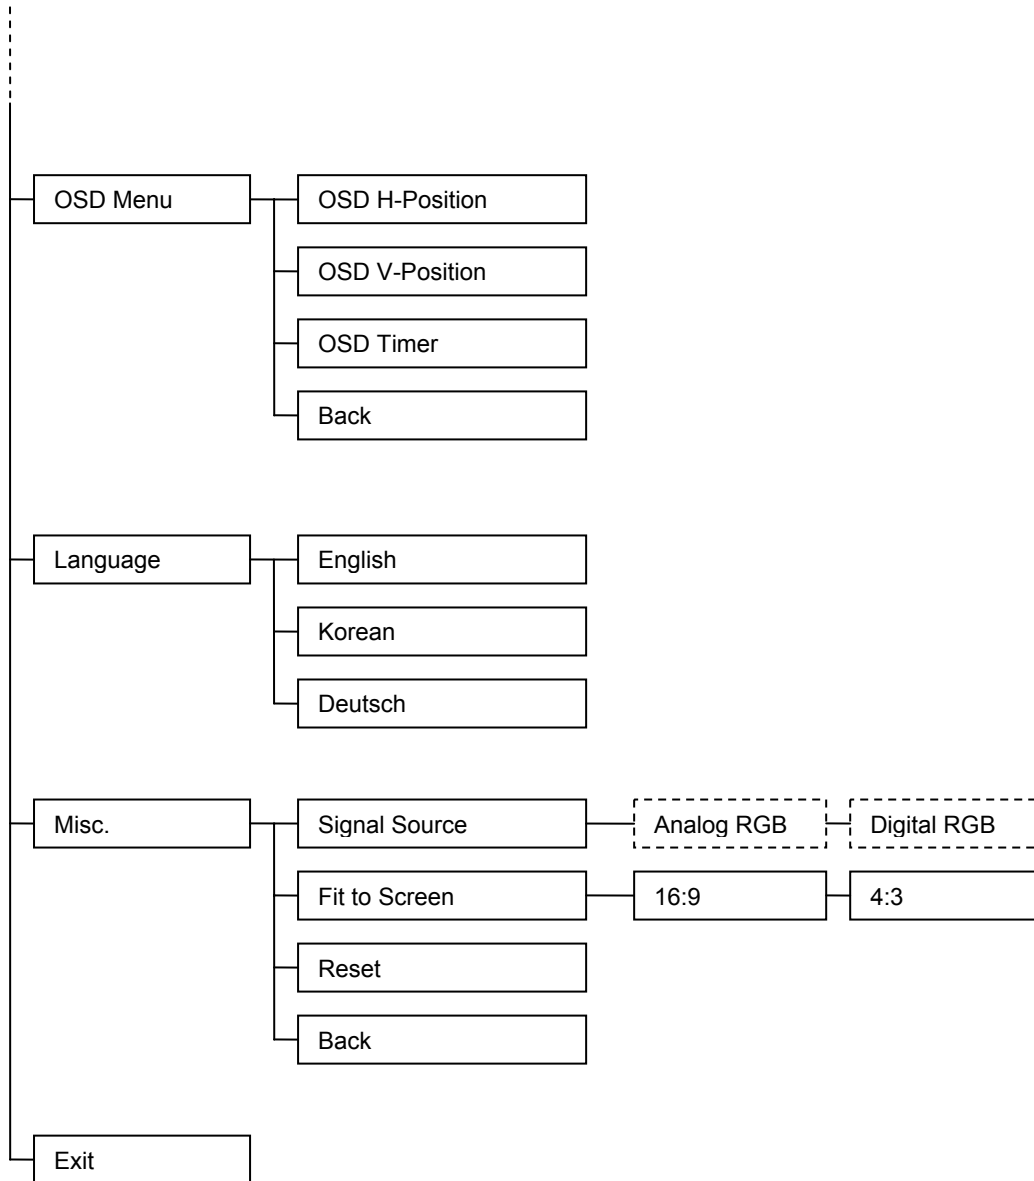 OSD Menu
OSD H-Position
OSD V-Position
OSD Timer
Back
Language
English
Korean
Deutsch
Misc.
Signal Source
Analog RGB
Digital RGB
Fit to Screen
16:9
4:3
Reset
Back
Exit